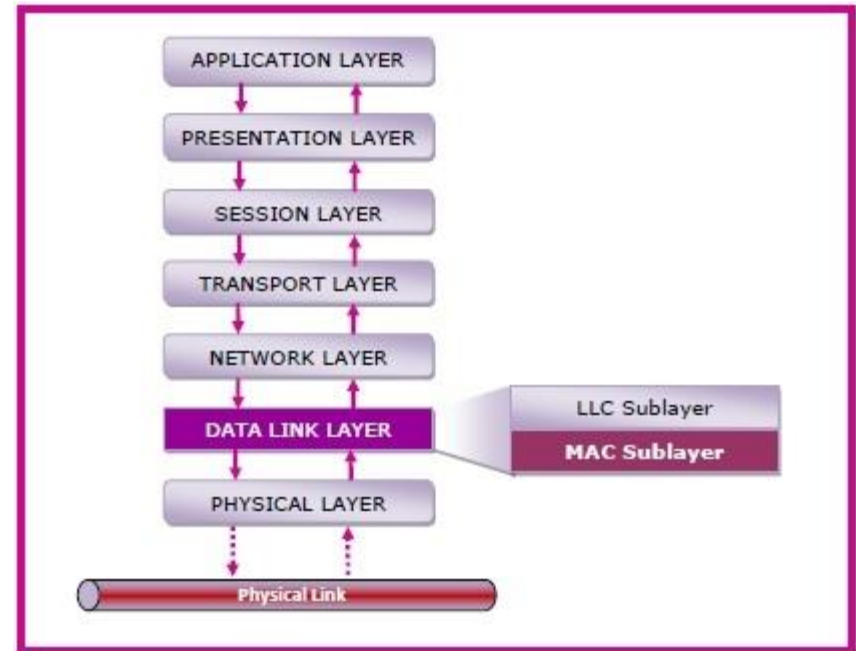 APPLICATION LAYER
PRESENTATION LAYER
SESSION LAYER
TRANSPORT LAYER
NETWORK LAYER
DATA LINK LAYER
LLC Sublayer
MAC Sublayer
PHYSICAL LAYER
Physical Link